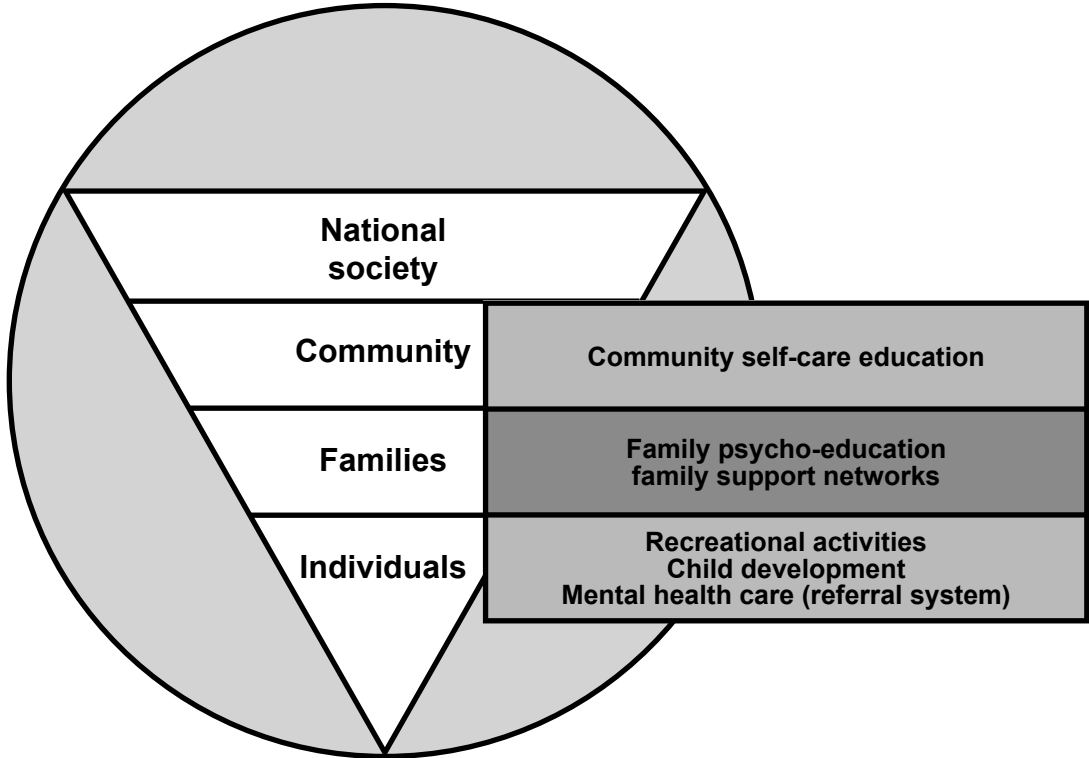 National
society
Community
Community self-care education
Families
Family psycho-education
family support networks
Individuals
Recreational activities
Child development
Mental health care (referral system)